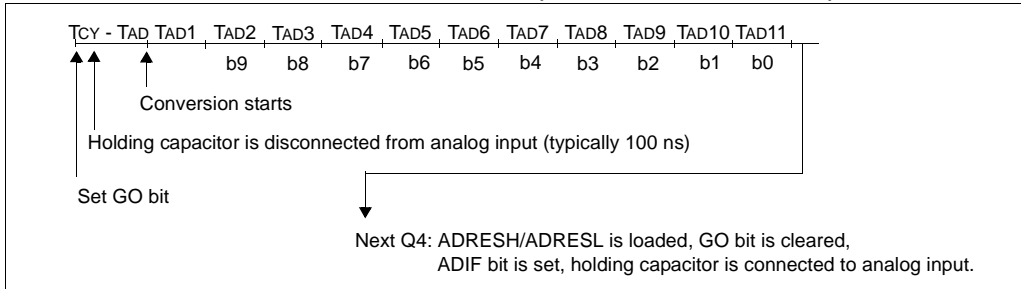 TCY - TAD TAD1 TAD2 TAD3 TAD4 TAD5 TAD6 TAD7 TAD8 TAD9 TAD10 TAD11
b9 b8 b7 b6 b5 b4 b3 b2 b1 b0
Conversion starts
Holding capacitor is disconnected from analog input (typically 100 ns)
Set GO bit
Next Q4: ADRESH/ADRESL is loaded, GO bit is cleared,
ADIF bit is set, holding capacitor is connected to analog input.